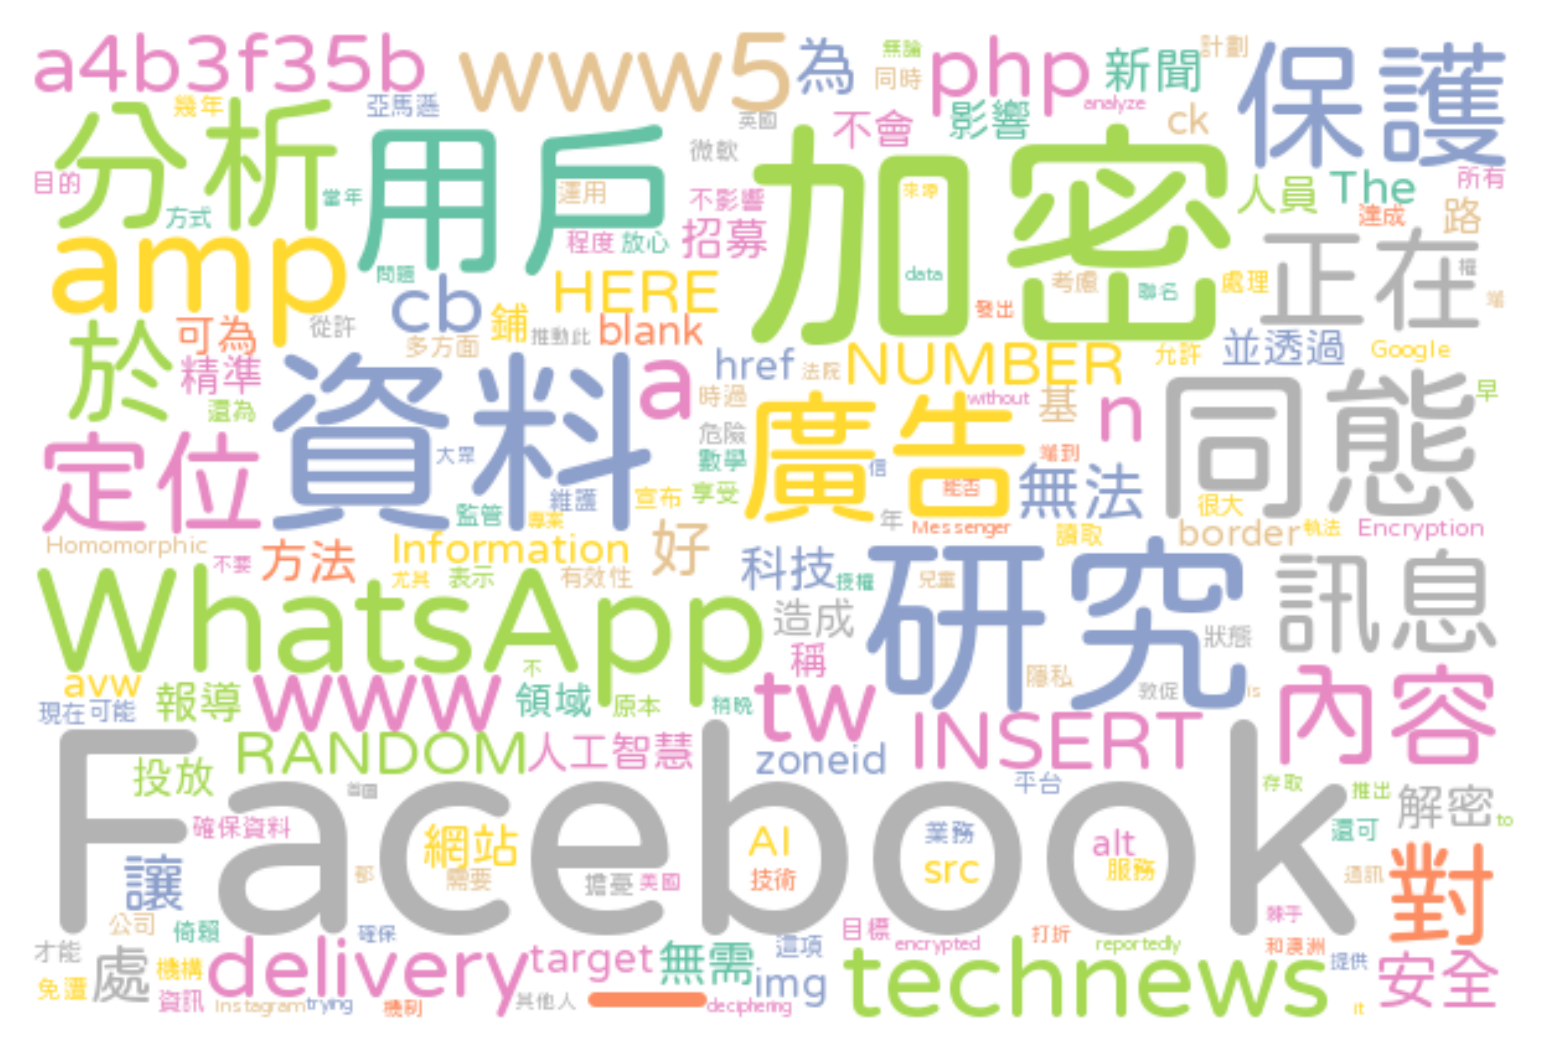 a4b3f35b www5 為 無論 同時 php 新聞 計劃 保護
幾年 亞馬遜 英國 不會 影響 analyze ck
分析 用戶 微軟 加密 人員 The 所有
目的 方式 當年 運用 不影響 來源 達成 路
amp 程度 放心 招募 data 正在 權
問題 cb HERE 考慮 聯名 處理 端
可為 從許 鋪 推動此 blank 發出
於 多方面 href 法院 NUMBER 允許 並透過 Google
精準 還為 資料 a 時過 廣告 without 基 n 同態 早
定位 大眾 危險 數學 信 端到 無法
維護 宣布 享受 能否 很大
監管 專案 年 Messenger 讀取 border 執法 Encryption
Homomorphic 不要 方法 Information 好 科技 研究 訊息
尤其 表示 有效性 授權 兒童
WhatsApp 造成 狀態
avw 不 稱 隱私 敦促 is
現在 可能 報導 www 領域 原本 稍晚 tw INSERT 內容
RANDOM 人工智慧 zoneid
投放 Facebook 平台 存取 推出 解密 to
確保資料 網站 AI 業務 alt 還可
讓 都 需要 擔憂 美國 技術 src 服務 通訊 對
公司 倚賴 確保 目標 打折 棘手
才能 處 機構 delivery target 無需 這項 encrypted reportedly 和澳洲 提供
免遭 資訊 Instagram trying 機制 其他人 deciphering img technews it 安全